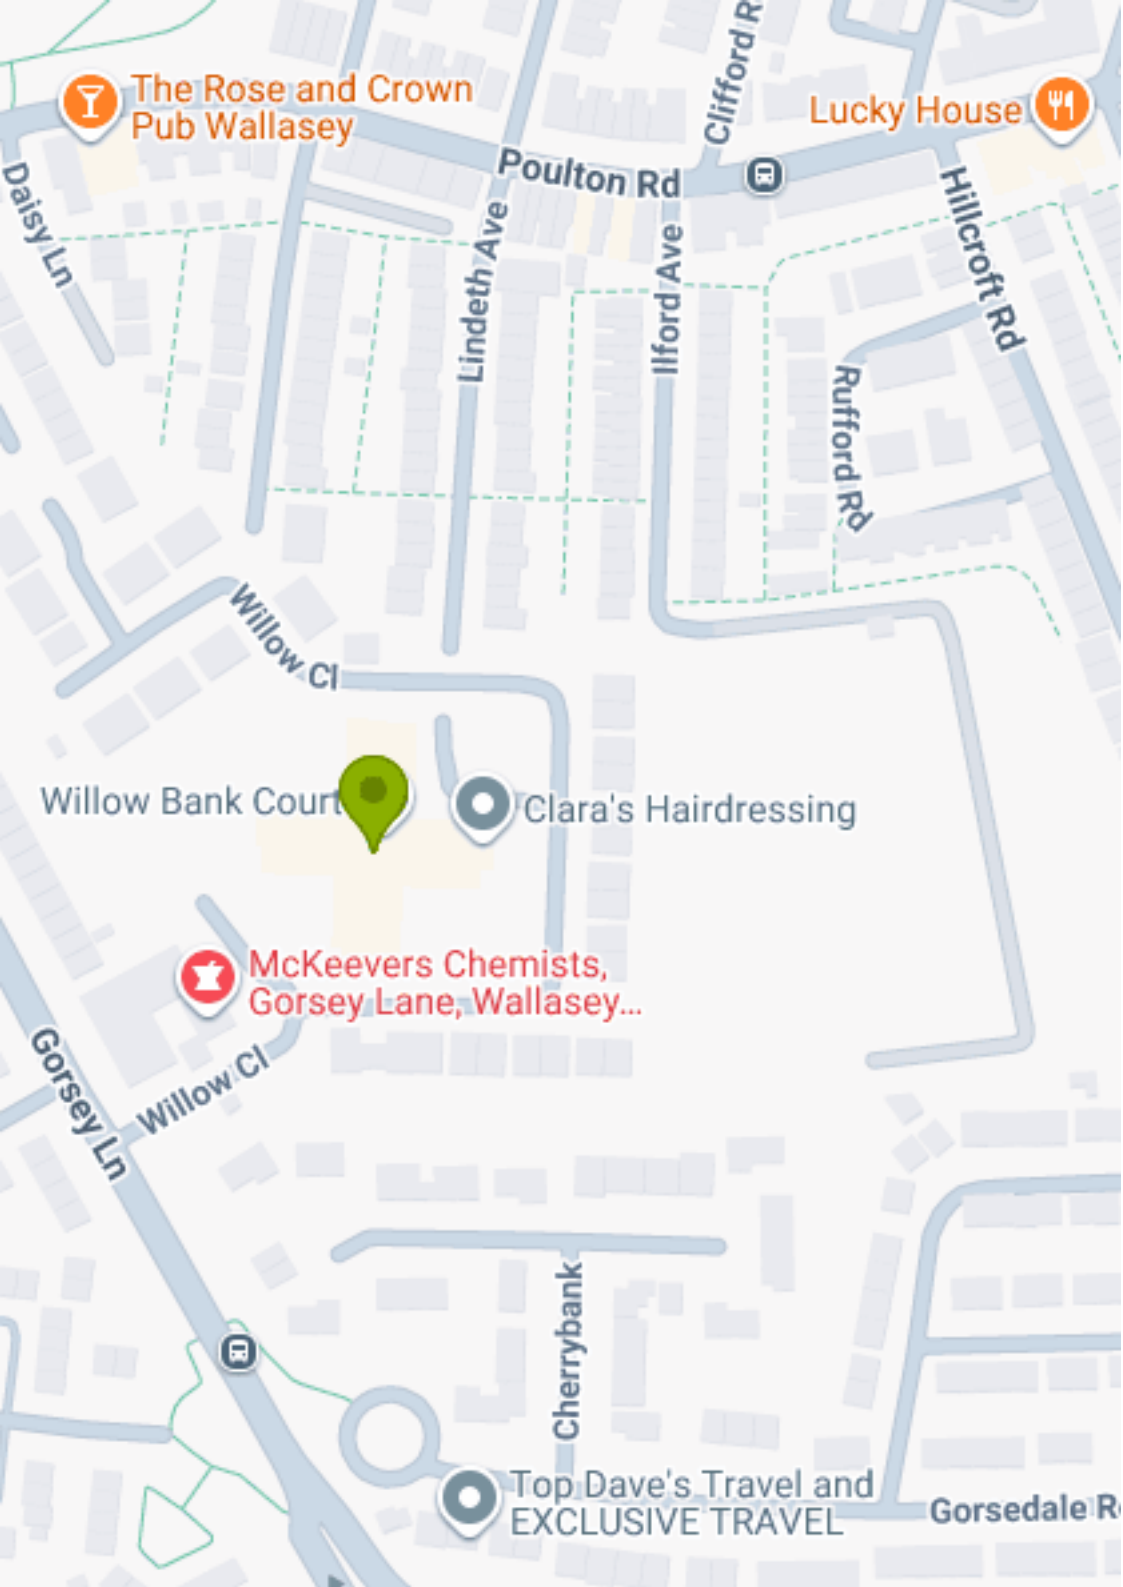 Clifford R
The Rose and Crown
Pub Wallasey
Lucky House
Poulton Rd
Daisy Ln
Hillcroft Rd
Lindeth Ave
Ilford Ave
Rufford Rd
Willow Cl
Willow Bank Court
Clara's Hairdressing
McKeevers Chemists,
Gorsey Lane, Wallasey...
Gorsey Ln
Willow Cl
Cherrybank
Top Dave's Travel and
EXCLUSIVE TRAVEL
Gorsedale R